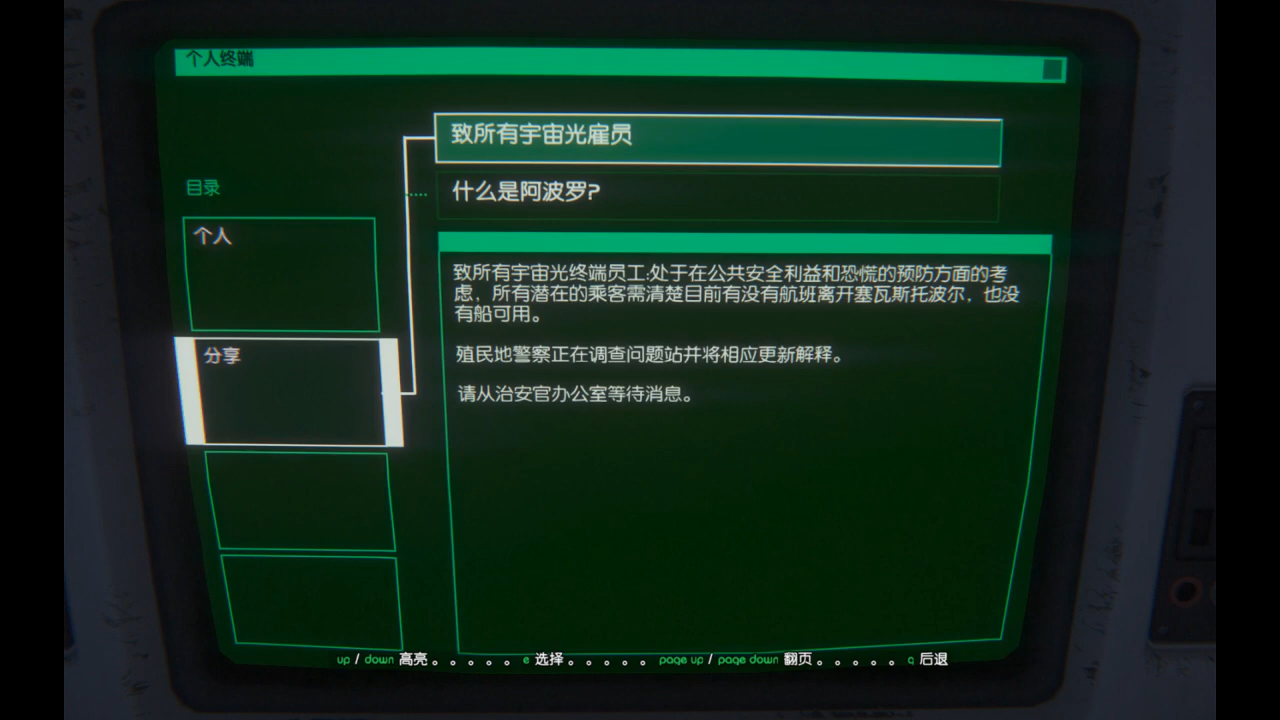 个人终端
致所有宇宙光雇员
什么是阿波罗?
目录
个人
分享
致所有宇宙光终端员工:处于在公共安全利益和恐慌的预防方面的考
虑，所有潜在的乘客需清楚目前有没有航班离开塞瓦斯托波尔，也没
有船可用。
殖民地警察正在调查问题站并将相应更新解释。
请从治安官办公室等待消息。
up / down 高亮。。。。。e 选择。。。。。page up / page down 翻页。。。。。q 后退